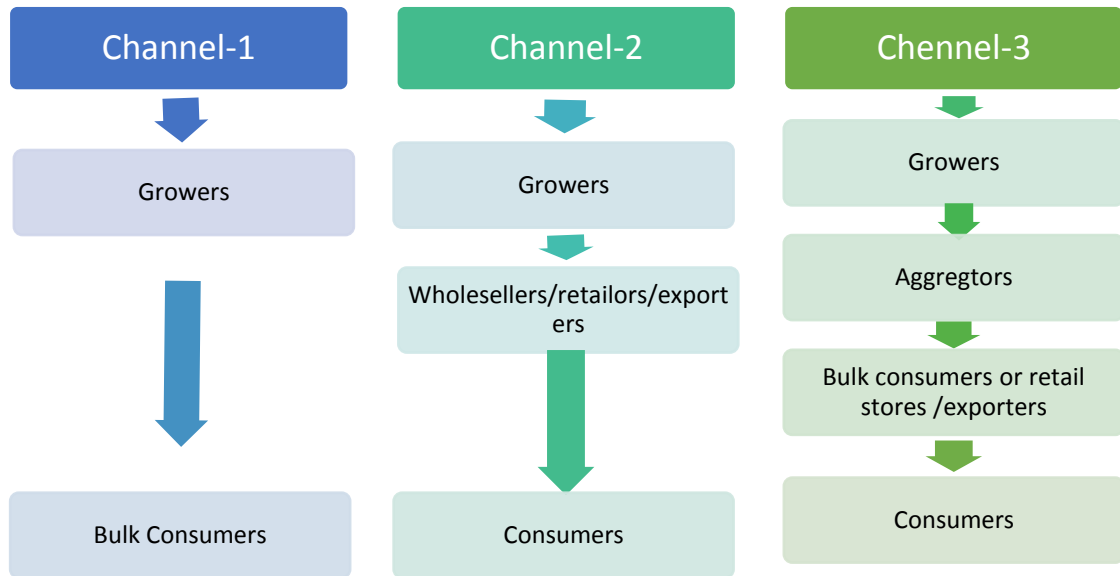 Channel-1
Growers
Bulk Consumers
Channel-2
Growers
Wholesellers/retailors/export
ers
Consumers
Chennel-3
Growers
Aggregtors
Bulk consumers or retail
stores /exporters
Consumers